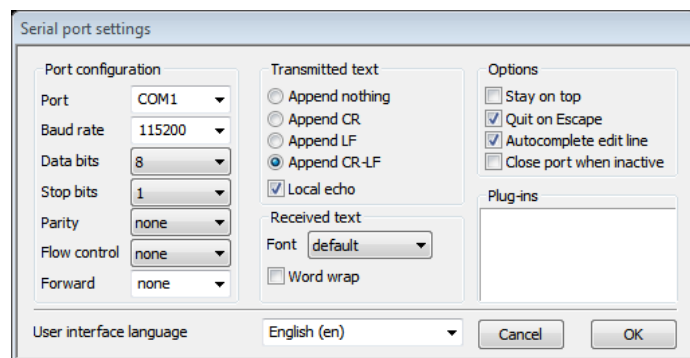 Serial port settings
Port configuration
Port COM1
Baud rate 115200
Data bits 8
Stop bits 1
Parity none
Flow control none
Forward none
Transmitted text
Append nothing
Append CR
Append LF
Append CR-LF
Local echo
Received text
Font default
Word wrap
Options
Stay on top
Quit on Escape
Autocomplete edit line
Close port when inactive
Plug-ins
User interface language English (en)
Cancel OK